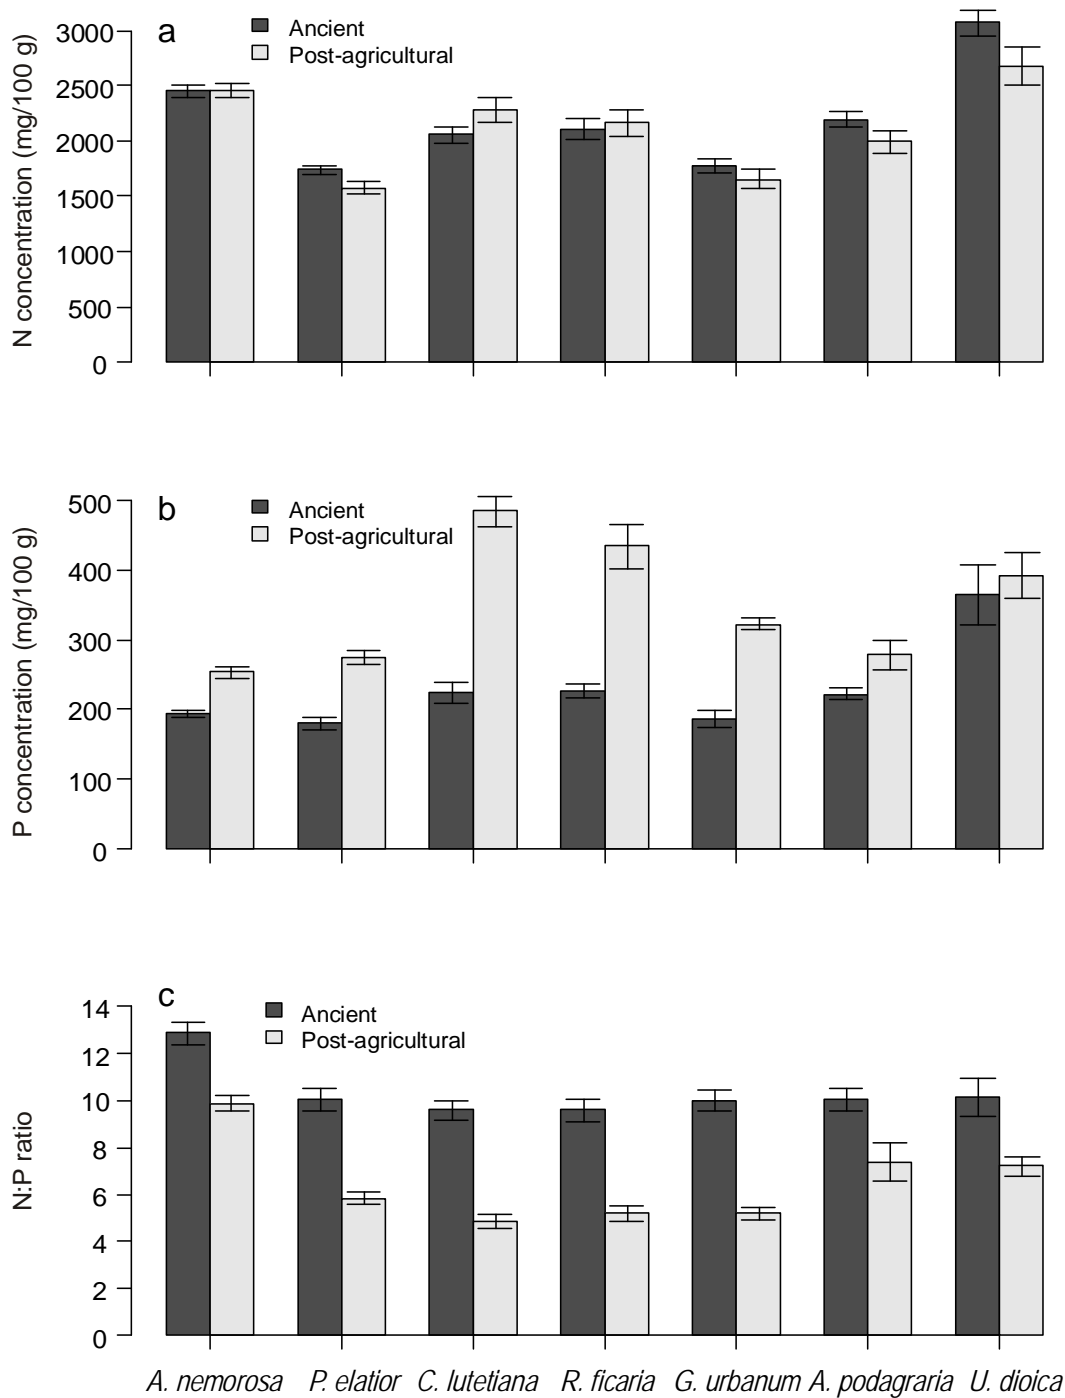 a
Ancient
Post-agricultural
N concentration (mg/100 g)
3000
2500
2000
1500
1000
500
0
b
Ancient
Post-agricultural
P concentration (mg/100 g)
500
400
300
200
100
0
c
Ancient
Post-agricultural
N:P ratio
14
12
10
8
6
4
2
0
A. nemorosa P. elatior C. lutetiana R. ficaria G. urbanum A. podagraria U. dioica